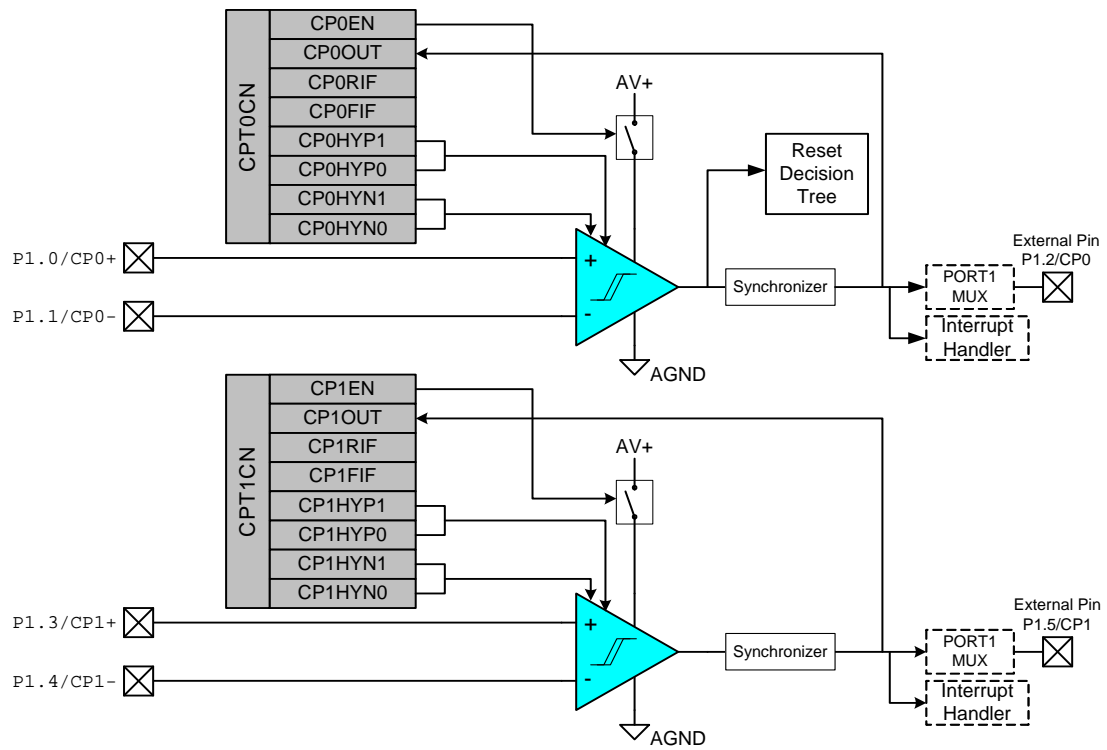 CPT0CN
CP0EN
CP0OUT
CP0RIF
CP0FIF
CP0HYP1
CP0HYP0
CP0HYN1
CP0HYN0
AV+
Reset
Decision
Tree
P1.0/CP0+
P1.1/CP0-
+
-
AGND
Synchronizer
PORT1
MUX
Interrupt
Handler
External Pin
P1.2/CP0
CPT1CN
CP1EN
CP1OUT
CP1RIF
CP1FIF
CP1HYP1
CP1HYP0
CP1HYN1
CP1HYN0
AV+
P1.3/CP1+
P1.4/CP1-
+
-
AGND
Synchronizer
PORT1
MUX
Interrupt
Handler
External Pin
P1.5/CP1